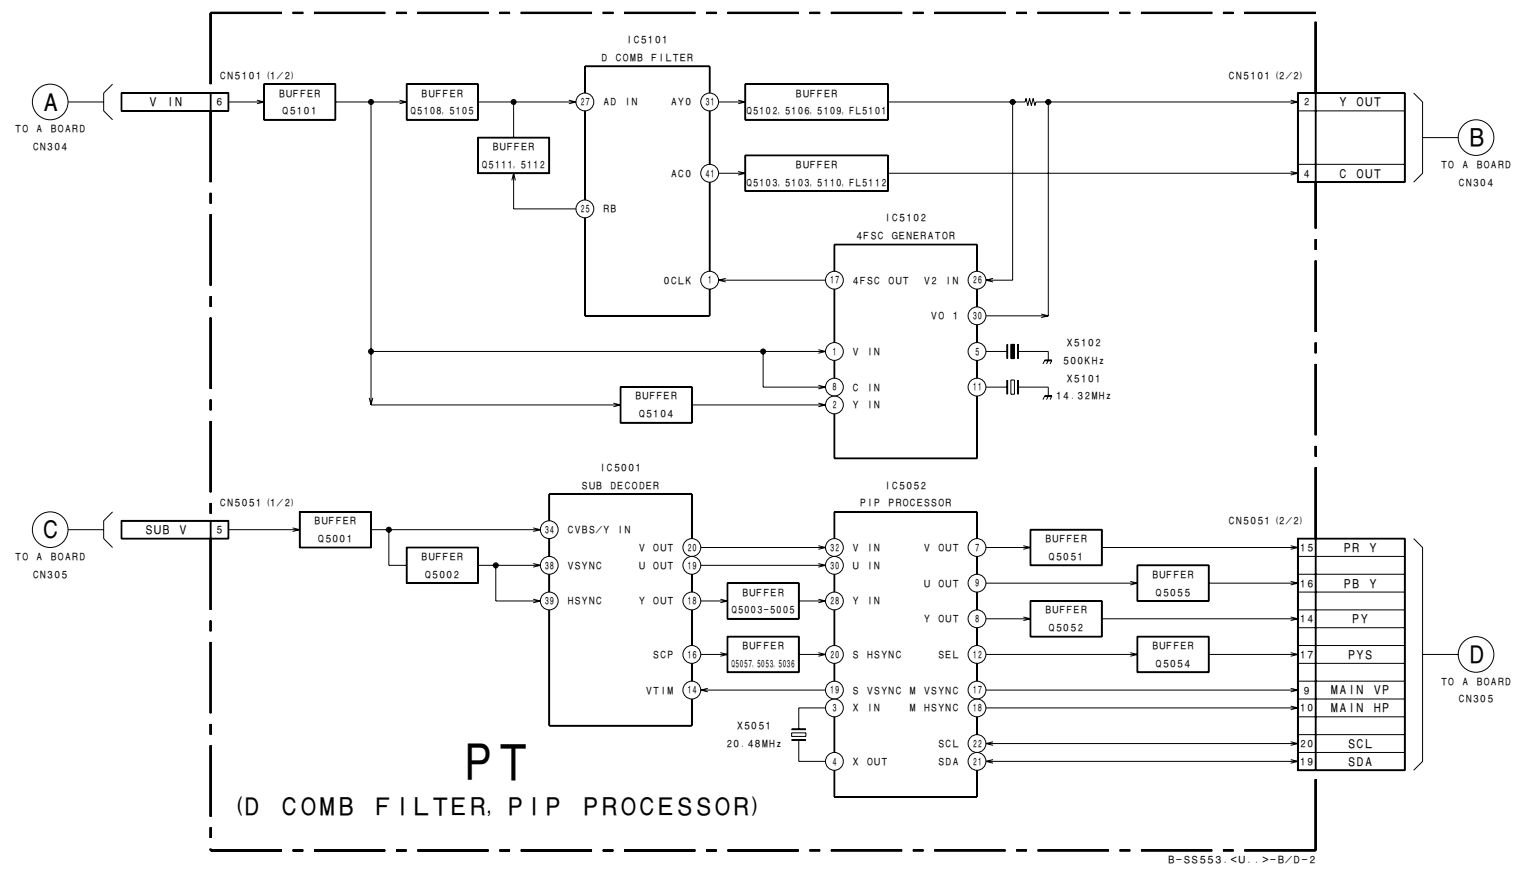 A
TO A BOARD
CN304
V IN
6
CN5101 (1/2)
BUFFER
Q5101
BUFFER
Q5108, 5105
BUFFER
Q5111, 5112
IC5101
D COMB FILTER
27
AD IN
25
RB
AYO
31
ACO
41
OCLK
1
BUFFER
Q5102, 5106, 5109, FL5101
BUFFER
Q5103, 5103, 5110, FL5112
CN5101 (2/2)
2
Y OUT
4
C OUT
B
TO A BOARD
CN304
IC5102
4FSC GENERATOR
17
4FSC OUT
V2 IN
26
VO 1
30
1
V IN
5
8
C IN
11
2
Y IN
X5102
500KHz
X5101
14.32MHz
BUFFER
Q5104
C
TO A BOARD
CN305
SUB V
5
CN5051 (1/2)
BUFFER
Q5001
BUFFER
Q5002
IC5001
SUB DECODER
34
CVBS/Y IN
38
VSYNC
39
HSYNC
V OUT
20
U OUT
19
Y OUT
18
SCP
16
VTIM
14
BUFFER
Q5003-5005
BUFFER
Q5057, 5053, 5036
X5051
20.48MHz
IC5052
PIP PROCESSOR
32
V IN
30
U IN
28
Y IN
20
S HSYNC
19
S VSYNC
3
X IN
4
X OUT
V OUT
7
U OUT
9
Y OUT
8
SEL
12
M VSYNC
17
M HSYNC
18
SCL
22
SDA
21
BUFFER
Q5051
BUFFER
Q5055
BUFFER
Q5052
BUFFER
Q5054
CN5051 (2/2)
15
PR Y
16
PB Y
14
PY
17
PYS
9
MAIN VP
10
MAIN HP
20
SCL
19
SDA
D
TO A BOARD
CN305
PT
(D COMB FILTER, PIP PROCESSOR)
B-SS553.<U..>-B/D-2